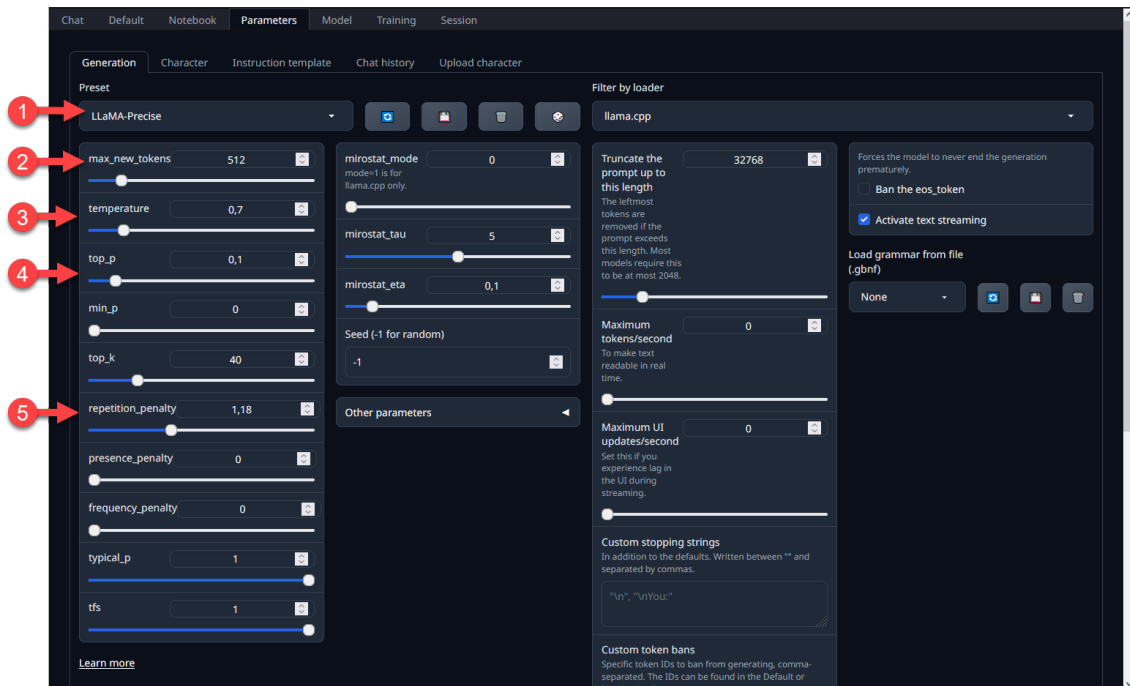 Chat Default Notebook Parameters Model Training Session
Generation Character Instruction template Chat history Upload character
Preset
1
LLaMA-Precise
Filter by loader
llama.cpp
2
max_new_tokens 512
3
temperature 0,7
4
top_p 0,1
min_p 0
top_k 40
5
repetition_penalty 1,18
presence_penalty 0
frequency_penalty 0
typical_p 1
tfs 1
Learn more
mirostat_mode 0
mode=1 is for
llama.cpp only.
mirostat_tau 5
mirostat_eta 0,1
Seed (-1 for random)
-1
Other parameters
Truncate the 32768
prompt up to
this length
The leftmost
tokens are
removed if the
prompt exceeds
this length. Most
models require this
to be at most 2048.
Maximum 0
tokens/second
To make text
readable in real
time.
Maximum UI 0
updates/second
Set this if you
experience lag in
the UI during
streaming.
Custom stopping strings
In addition to the defaults. Written between "" and
separated by commas.
"\n", "\nYou:"
Custom token bans
Specific token IDs to ban from generating, comma-
separated. The IDs can be found in the Default or
Forces the model to never end the generation
prematurely.
Ban the eos_token
Activate text streaming
Load grammar from file
(.gbnf)
None